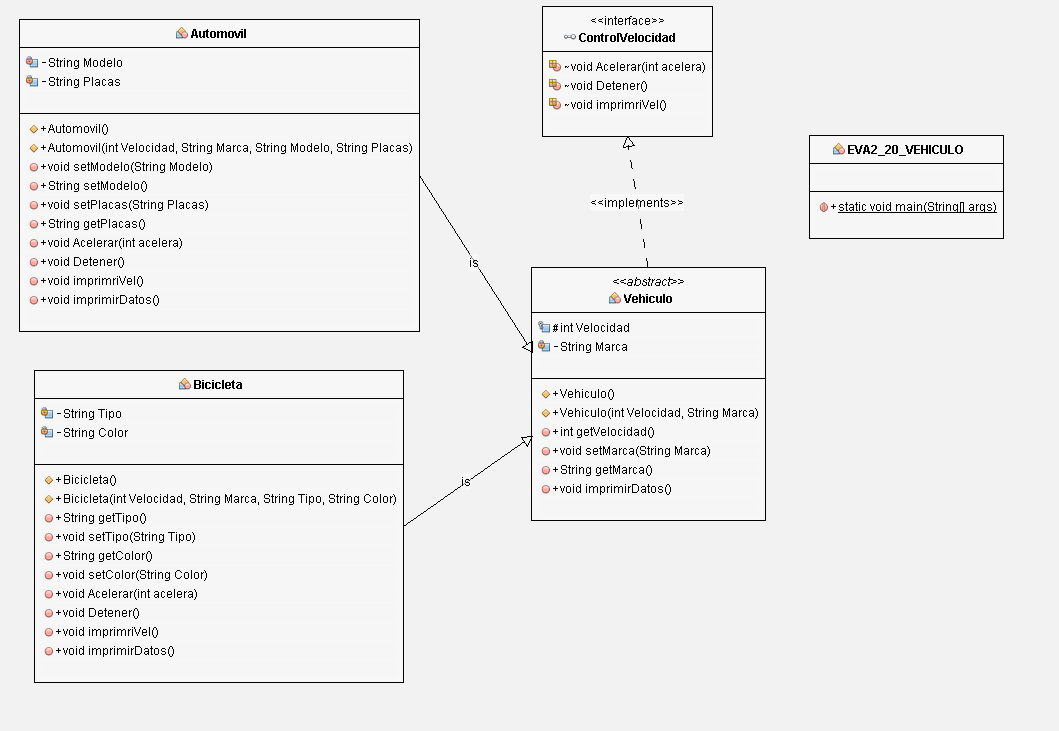 Automovil
-String Modelo
-String Placas
+Automovil()
+Automovil(int Velocidad, String Marca, String Modelo, String Placas)
+void setModelo(String Modelo)
+String setModelo()
+void setPlacas(String Placas)
+String getPlacas()
+void Acelerar(int acelera)
+void Detener()
+void imprimriVel()
+void imprimirDatos()
<<interface>>
ControlVelocidad
~void Acelerar(int acelera)
~void Detener()
~void imprimriVel()
EVA2_20_VEHICULO
+static void main(String[] args)
<<implements>>
is
<<abstract>>
Vehiculo
#int Velocidad
-String Marca
+Vehiculo()
+Vehiculo(int Velocidad, String Marca)
+int getVelocidad()
+void setMarca(String Marca)
+String getMarca()
+void imprimirDatos()
Bicicleta
-String Tipo
-String Color
+Bicicleta()
+Bicicleta(int Velocidad, String Marca, String Tipo, String Color)
+String getTipo()
+void setTipo(String Tipo)
+String getColor()
+void setColor(String Color)
+void Acelerar(int acelera)
+void Detener()
+void imprimriVel()
+void imprimirDatos()
is